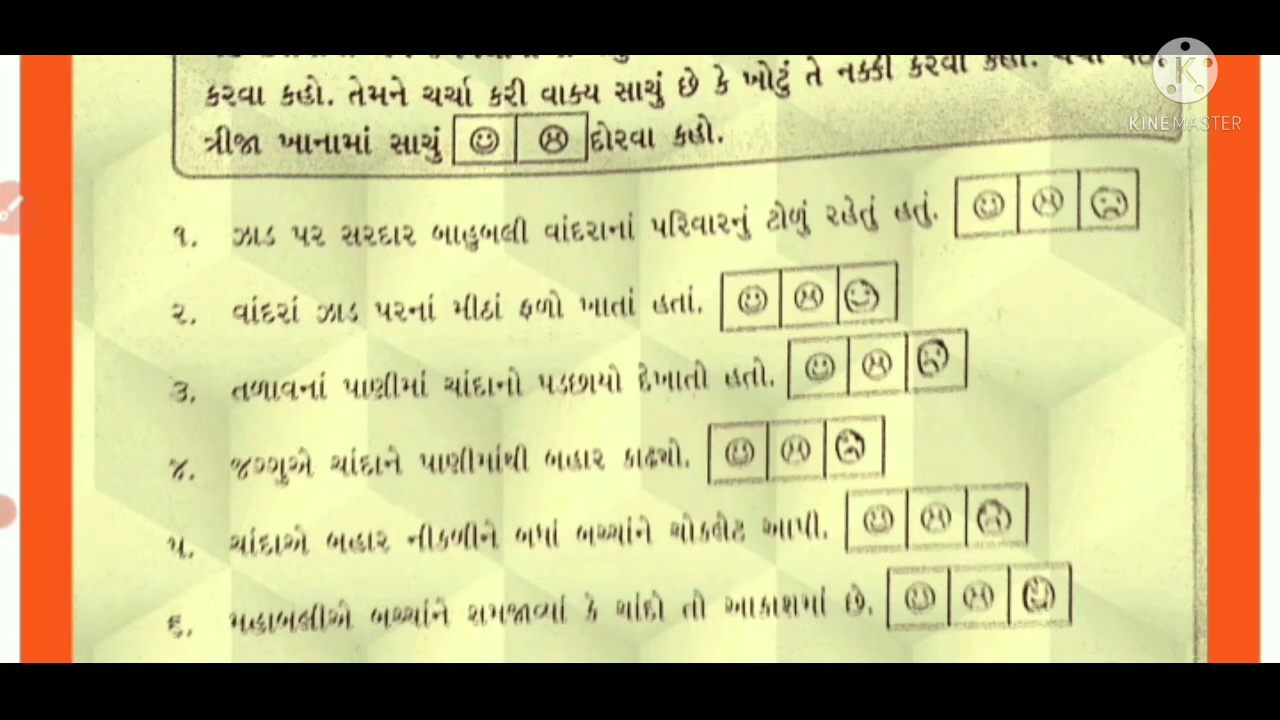 કરવા કહો. તેમને ચર્ચા કરી વાક્ય સાચું છે કે ખોટું તે નક્કી કરવા કહો.
ત્રીજા ખાનામાં સાચું દોરવા કહો.
KINEMASTER
૧. ઝાડ પર સરદાર બાહુબલી વાંદરાનાં પરિવારનું ટોળું રહેતું હતું.
૨. વાંદરાં ઝાડ પરનાં મીઠાં ફળો ખાતાં હતાં.
૩. તળાવનાં પાણીમાં ચાંદાનો પડછાયો દેખાતો હતો.
૪. જગ્ગુએ ચાંદાને પાણીમાંથી બહાર કાઢ્યો.
૫. ચાંદાએ બહાર નીકળીને બધાં બચ્ચાંને ચોકલેટ આપી.
૬. મહાબલીએ બચ્ચાંને સમજાવ્યાં કે ચાંદો તો આકાશમાં છે.